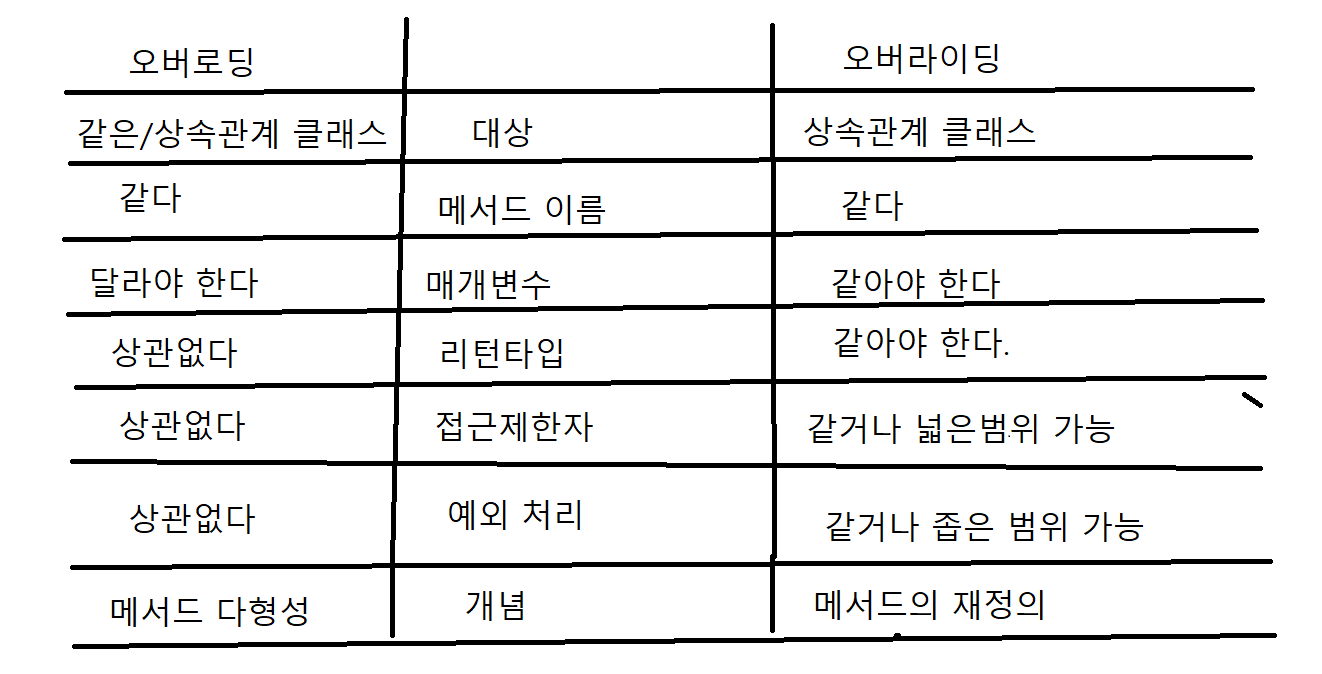 오버로딩 오버라이딩
같은/상속관계 클래스 대상 상속관계 클래스
같다 메서드 이름 같다
달라야 한다 매개변수 같아야 한다
상관없다 리턴타입 같아야 한다.
상관없다 접근제한자 같거나 넓은범위 가능
상관없다 예외 처리 같거나 좁은 범위 가능
메서드 다형성 개념 메서드의 재정의